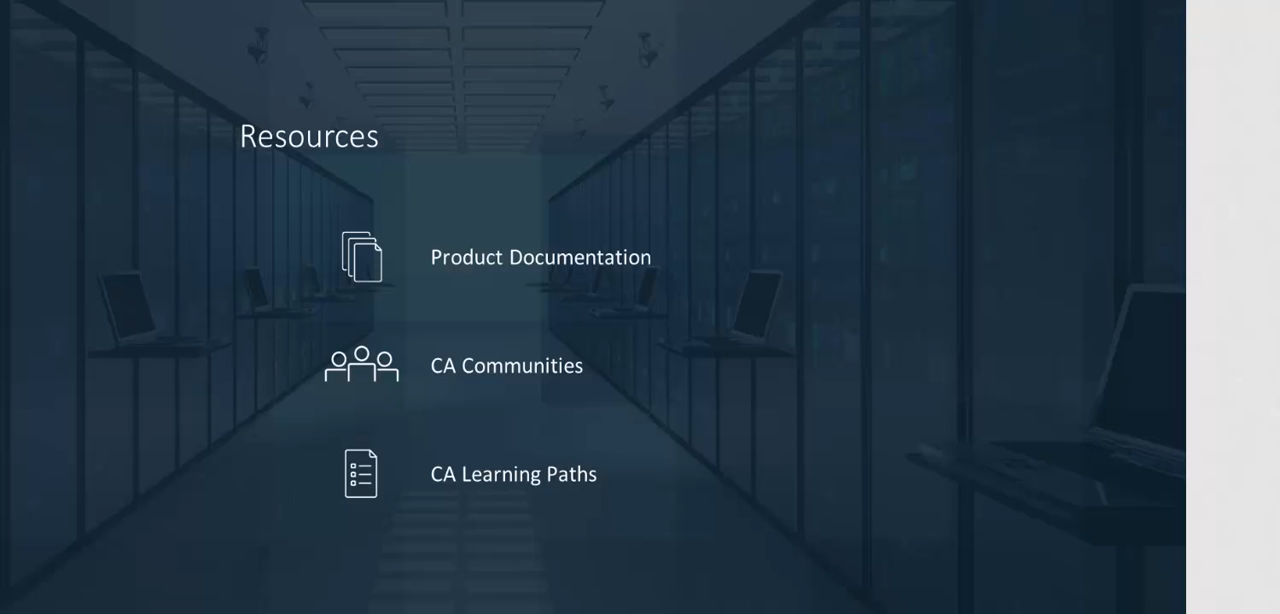 Resources
Product Documentation
CA Communities
CA Learning Paths